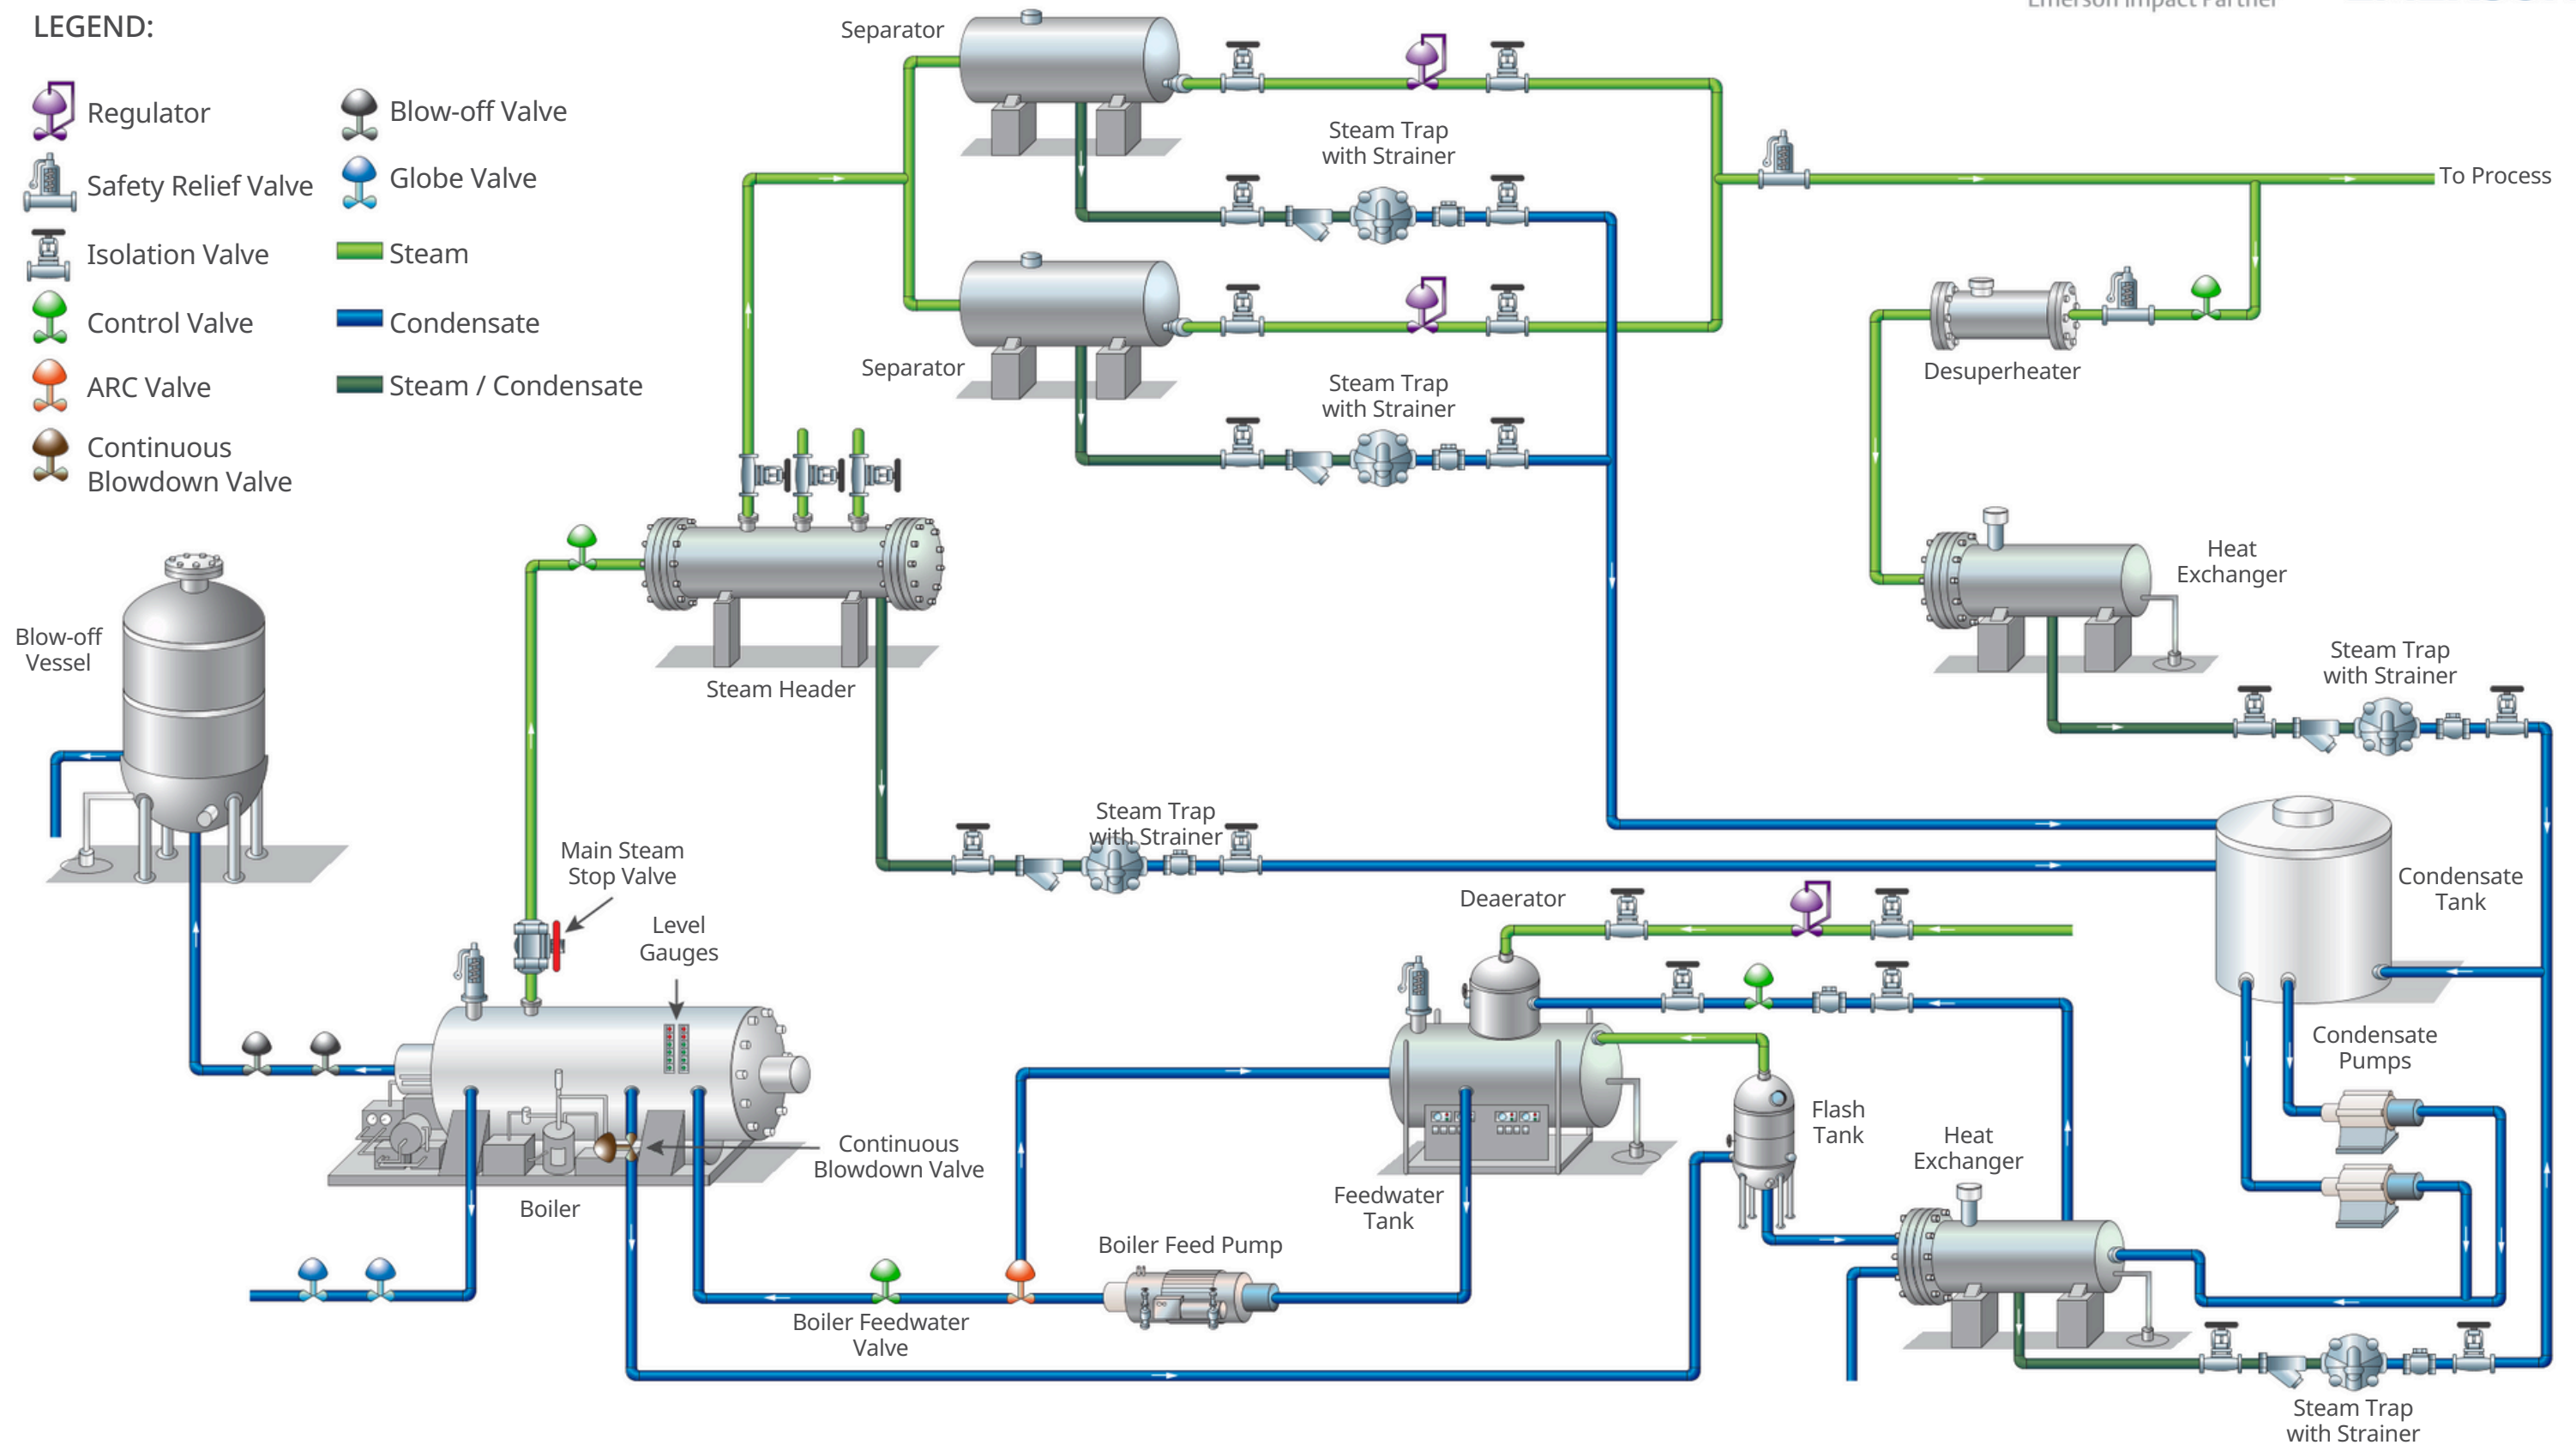 Emerson Impact Partner
LEGEND:
Regulator
Safety Relief Valve
Isolation Valve
Control Valve
ARC Valve
Continuous
Blowdown Valve
Blow-off Valve
Globe Valve
Steam
Condensate
Steam / Condensate
Separator
Steam Trap
with Strainer
To Process
Separator
Steam Trap
with Strainer
Desuperheater
Heat
Exchanger
Steam Trap
with Strainer
Blow-off
Vessel
Steam Header
Steam Trap
with Strainer
Main Steam
Stop Valve
Level
Gauges
Deaerator
Condensate
Tank
Condensate
Pumps
Flash
Tank
Heat
Exchanger
Continuous
Blowdown Valve
Boiler
Feedwater
Tank
Boiler Feed Pump
Boiler Feedwater
Valve
Steam Trap
with Strainer